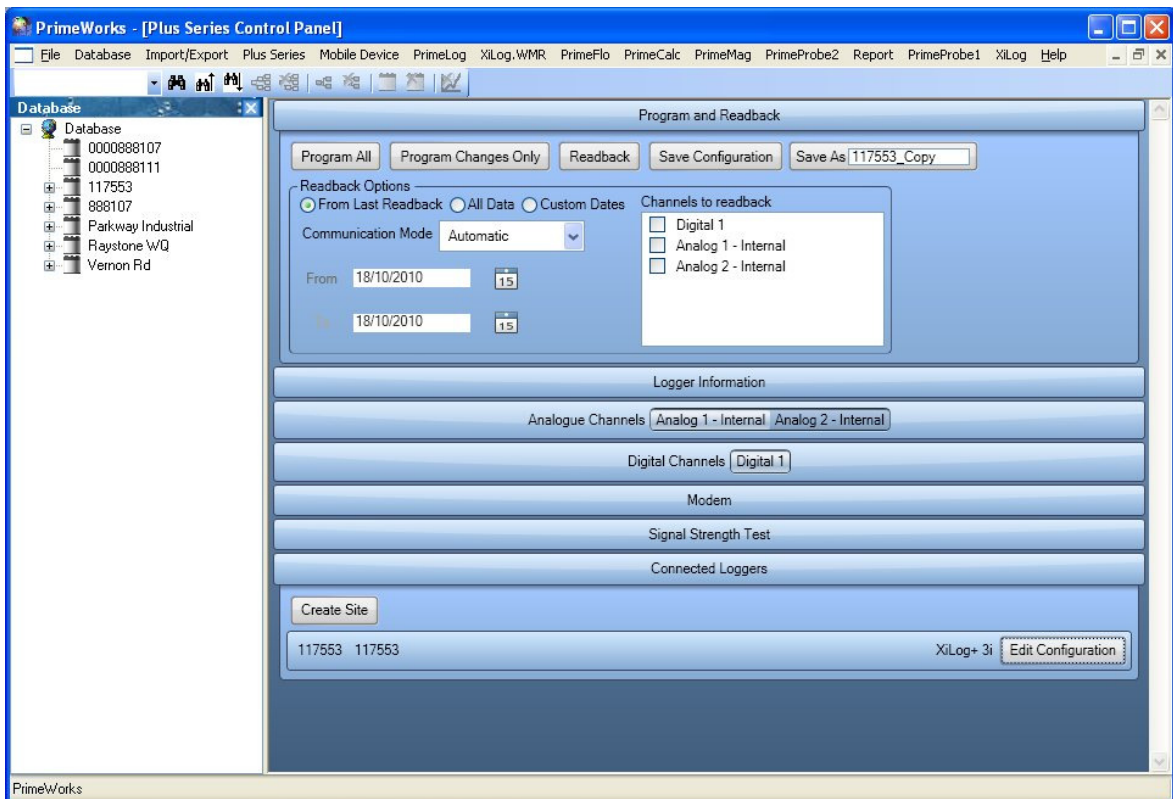 PrimeWorks - [Plus Series Control Panel]
File Database Import/Export Plus Series Mobile Device PrimeLog XiLog.WMR PrimeFlo PrimeCalc PrimeMag PrimeProbe2 Report PrimeProbe1 XiLog Help
Database
Database
0000888107
0000888111
117553
888107
Parkway Industrial
Raystone WQ
Vernon Rd
Program and Readback
Program All Program Changes Only Readback Save Configuration Save As 117553_Copy
Readback Options
From Last Readback All Data Custom Dates
Communication Mode Automatic
From 18/10/2010 15
18/10/2010 15
Channels to readback
Digital 1
Analog 1 - Internal
Analog 2 - Internal
Logger Information
Analogue Channels Analog 1 - Internal Analog 2 - Internal
Digital Channels Digital 1
Modem
Signal Strength Test
Connected Loggers
Create Site
117553 117553 XiLog+ 3i Edit Configuration
PrimeWorks